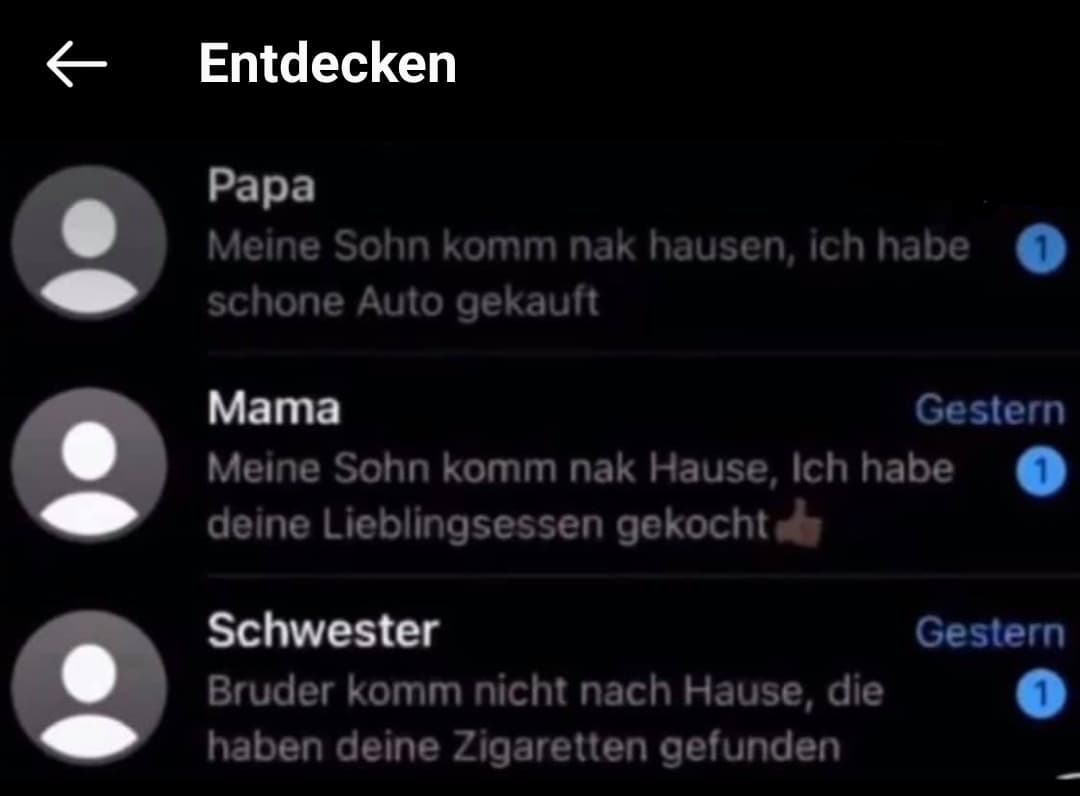 Entdecken
Papa
Meine Sohn komm nak hausen, ich habe
1
schone Auto gekauft
Mama
Gestern
Meine Sohn komm nak Hause, Ich habe
1
deine Lieblingsessen gekocht👍🏾
Schwester
Gestern
Bruder komm nicht nach Hause, die
1
haben deine Zigaretten gefunden